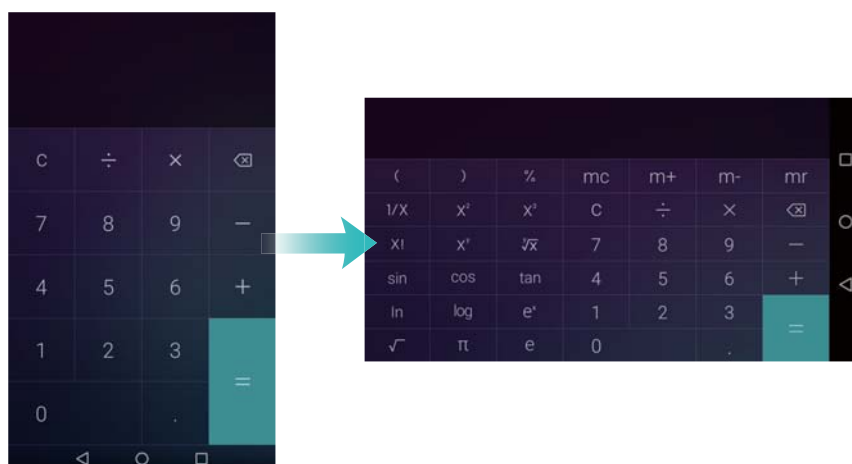 C ÷ ×
7 8 9 −
4 5 6 +
1 2 3
=
0 .
( ) % mc m+ m- mr
1/X X² X³ C ÷ ×
X! Xʸ ʸ√x 7 8 9 −
sin cos tan 4 5 6 +
ln log eˣ 1 2 3
=
√ π e 0 .